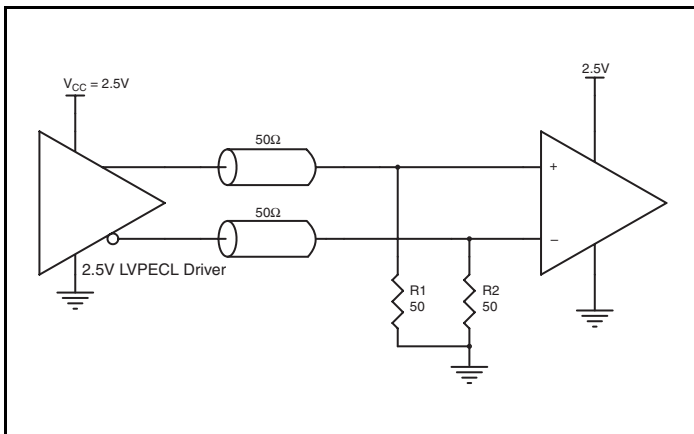 V_CC = 2.5V
2.5V
50Ω
50Ω
+
–
2.5V LVPECL Driver
R1
50
R2
50